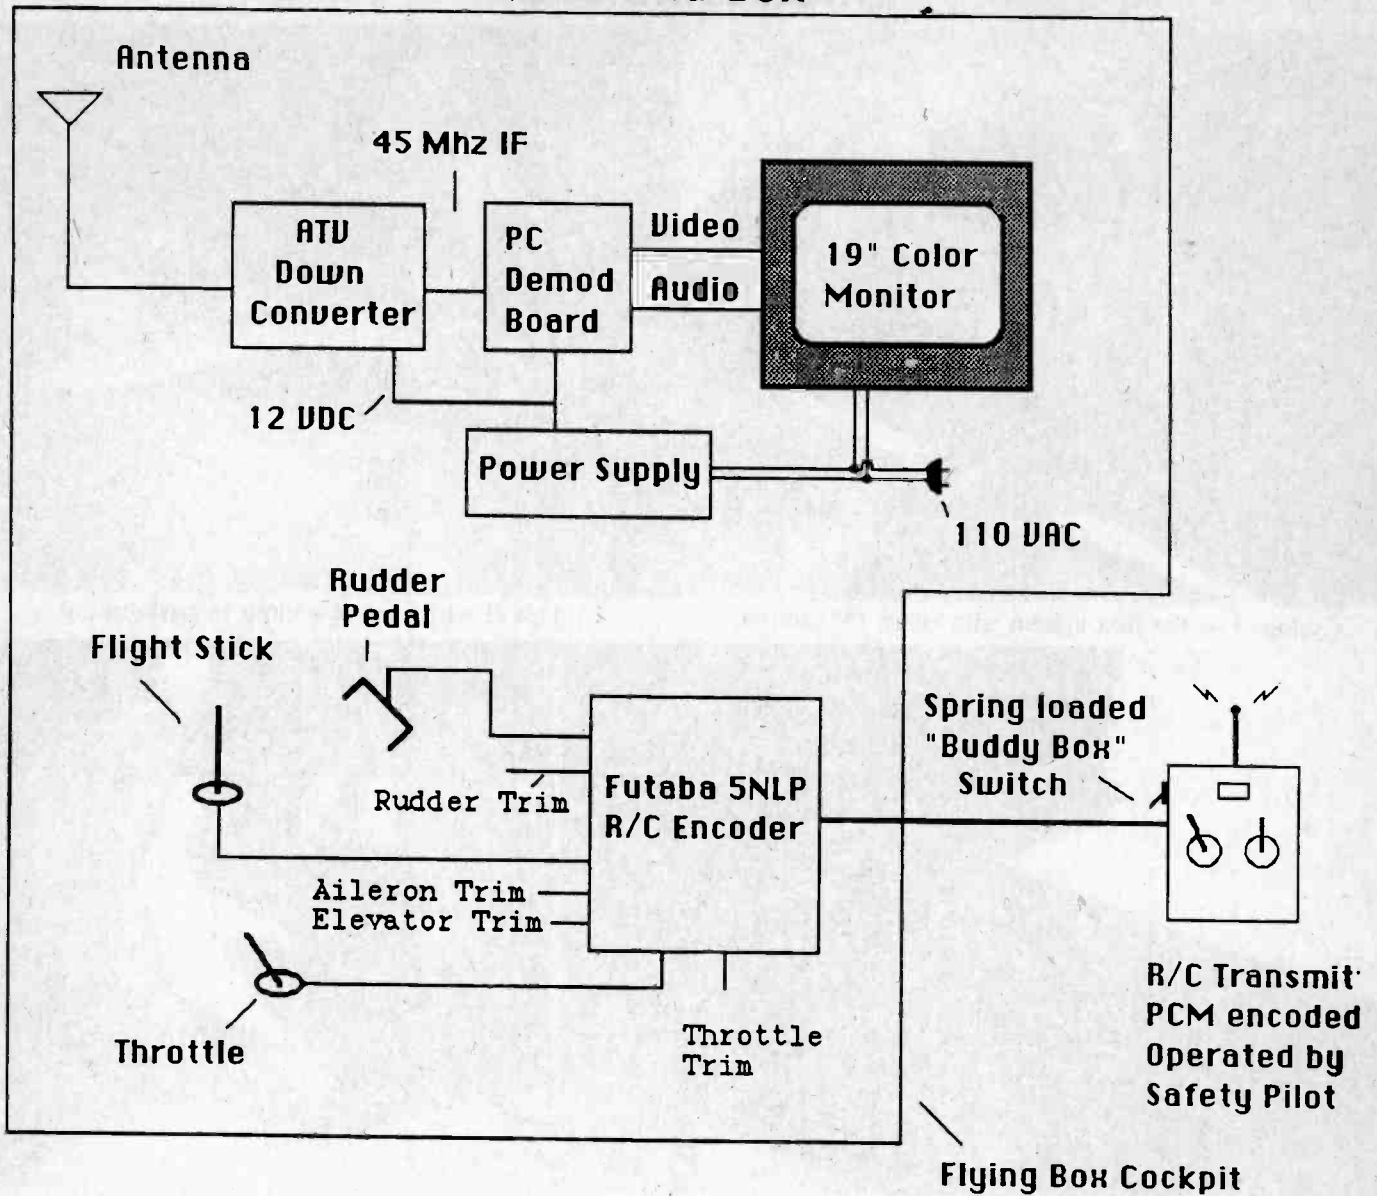 Antenna
45 Mhz IF
ATV
Down
Converter
PC
Demod
Board
Video
Audio
19" Color
Monitor
12 VDC
Power Supply
110 VAC
Rudder
Pedal
Flight Stick
Rudder Trim
Futaba 5NLP
R/C Encoder
Spring loaded
"Buddy Box"
Switch
Aileron Trim
Elevator Trim
Throttle
Throttle
Trim
R/C Transmit
PCM encoded
Operated by
Safety Pilot
Flying Box Cockpit